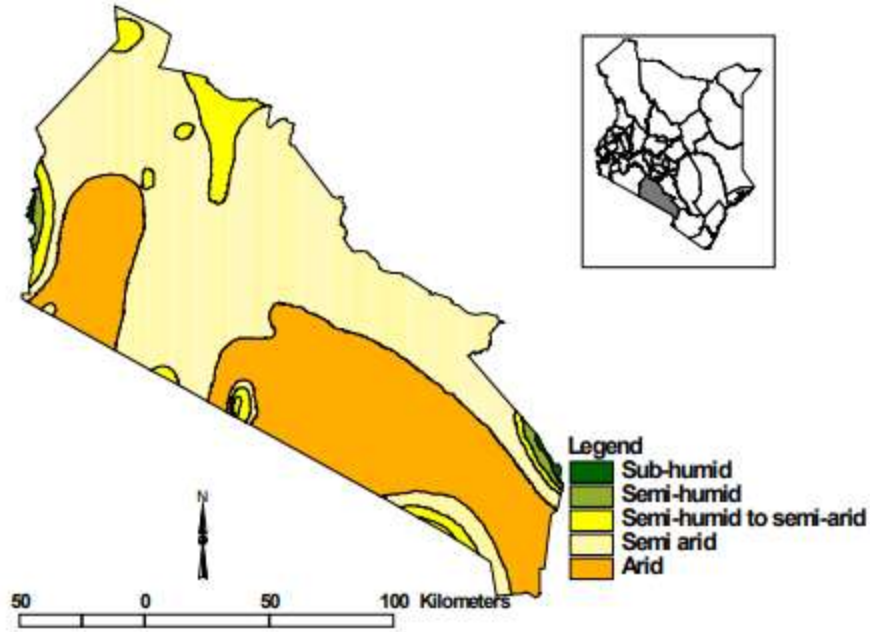 N
Legend
Sub-humid
Semi-humid
Semi-humid to semi-arid
Semi arid
Arid
50 0 50 100 Kilometers